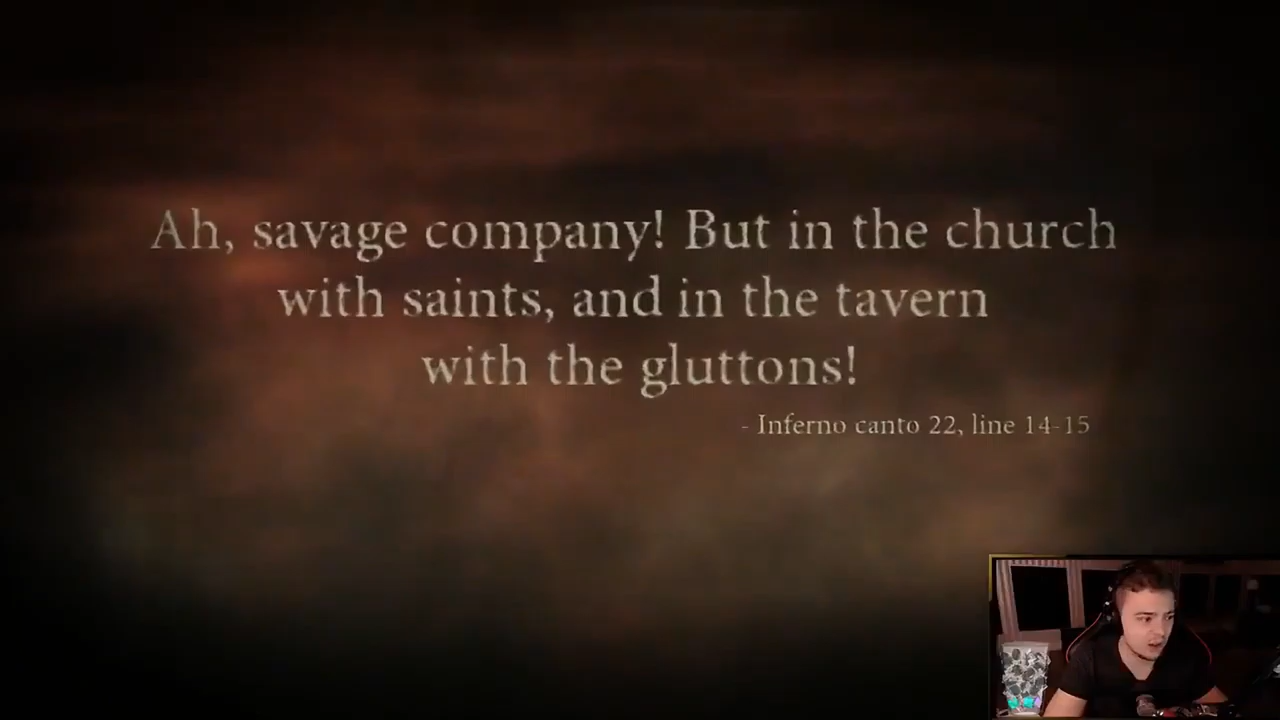 Ah, savage company! But in the church
with saints, and in the tavern
with the gluttons!
- Inferno canto 22, line 14-15